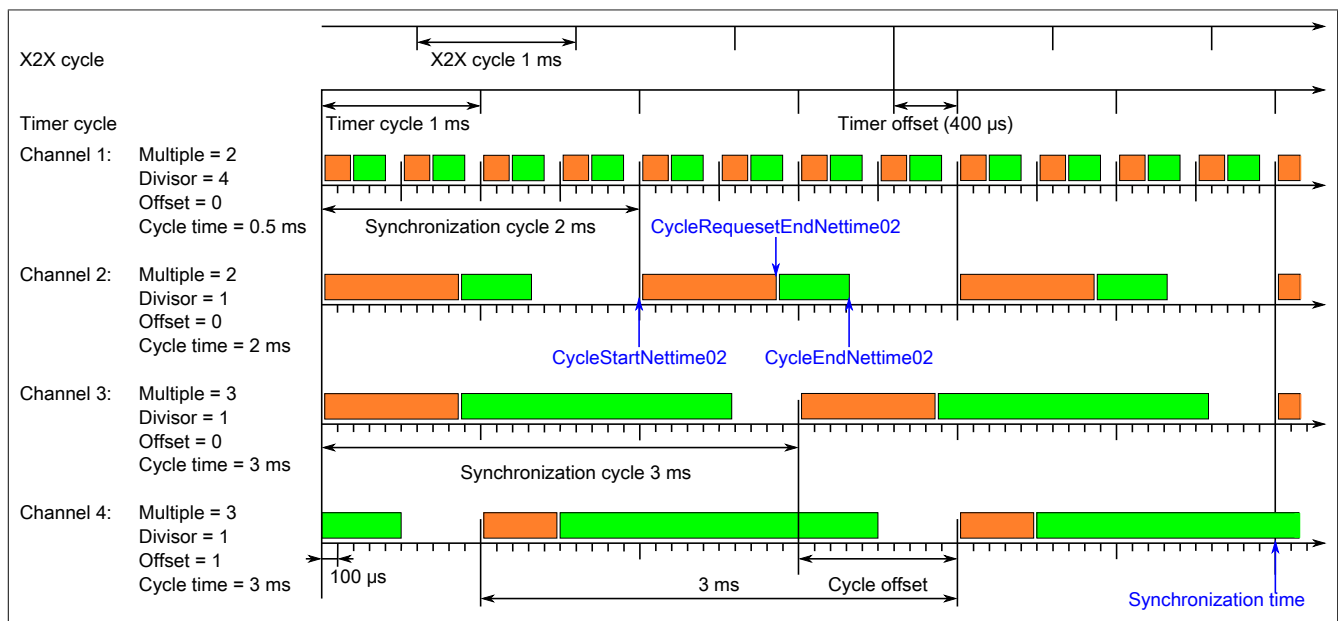 X2X cycle
X2X cycle 1 ms
Timer cycle
Timer cycle 1 ms
Timer offset (400 µs)
Channel 1:
Multiple = 2
Divisor = 4
Offset = 0
Cycle time = 0.5 ms
Synchronization cycle 2 ms
CycleRequesetEndNettime02
Channel 2:
Multiple = 2
Divisor = 1
Offset = 0
Cycle time = 2 ms
CycleStartNettime02
CycleEndNettime02
Channel 3:
Multiple = 3
Divisor = 1
Offset = 0
Cycle time = 3 ms
Synchronization cycle 3 ms
Channel 4:
Multiple = 3
Divisor = 1
Offset = 1
Cycle time = 3 ms
100 µs
3 ms
Cycle offset
Synchronization time